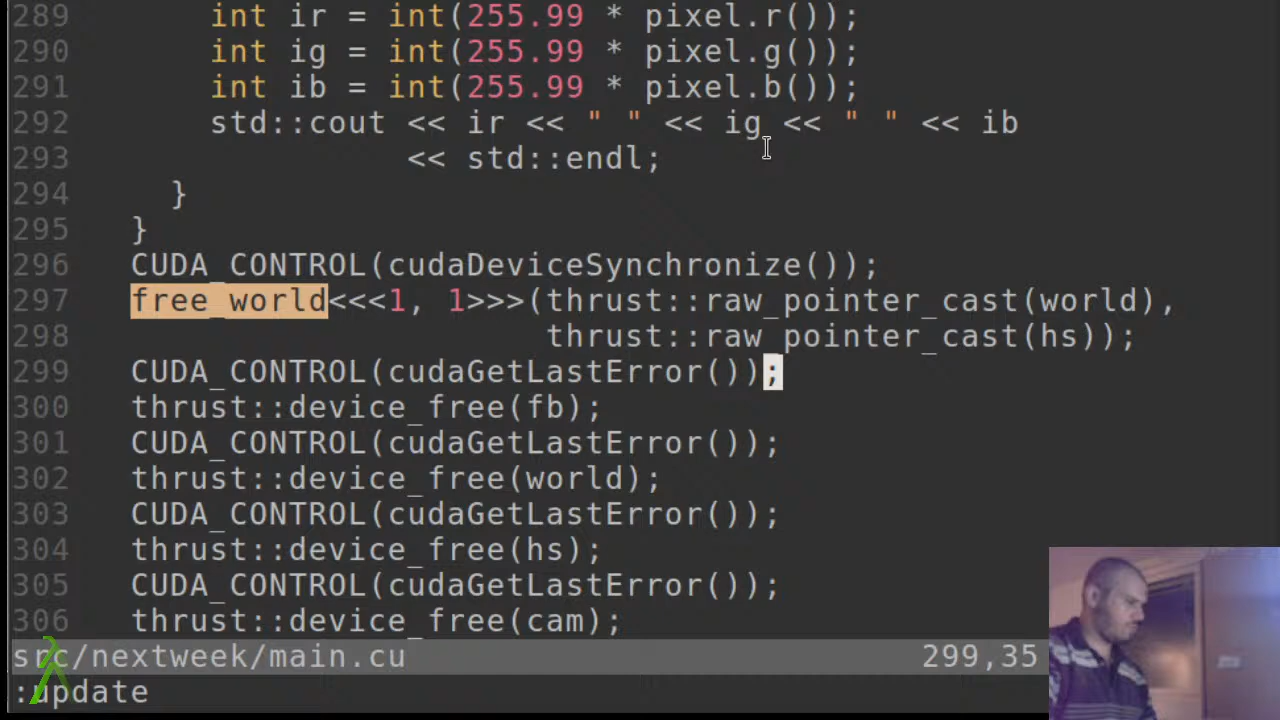 289 int ir = int(255.99 * pixel.r());
290 int ig = int(255.99 * pixel.g());
291 int ib = int(255.99 * pixel.b());
292 std::cout << ir << " " << ig << " " << ib
293 << std::endl;
294 }
295 }
296 CUDA_CONTROL(cudaDeviceSynchronize());
297 free_world<<<1, 1>>>(thrust::raw_pointer_cast(world),
298 thrust::raw_pointer_cast(hs));
299 CUDA_CONTROL(cudaGetLastError());
300 thrust::device_free(fb);
301 CUDA_CONTROL(cudaGetLastError());
302 thrust::device_free(world);
303 CUDA_CONTROL(cudaGetLastError());
304 thrust::device_free(hs);
305 CUDA_CONTROL(cudaGetLastError());
306 thrust::device_free(cam);
src/nextweek/main.cu 299,35
:update
λ